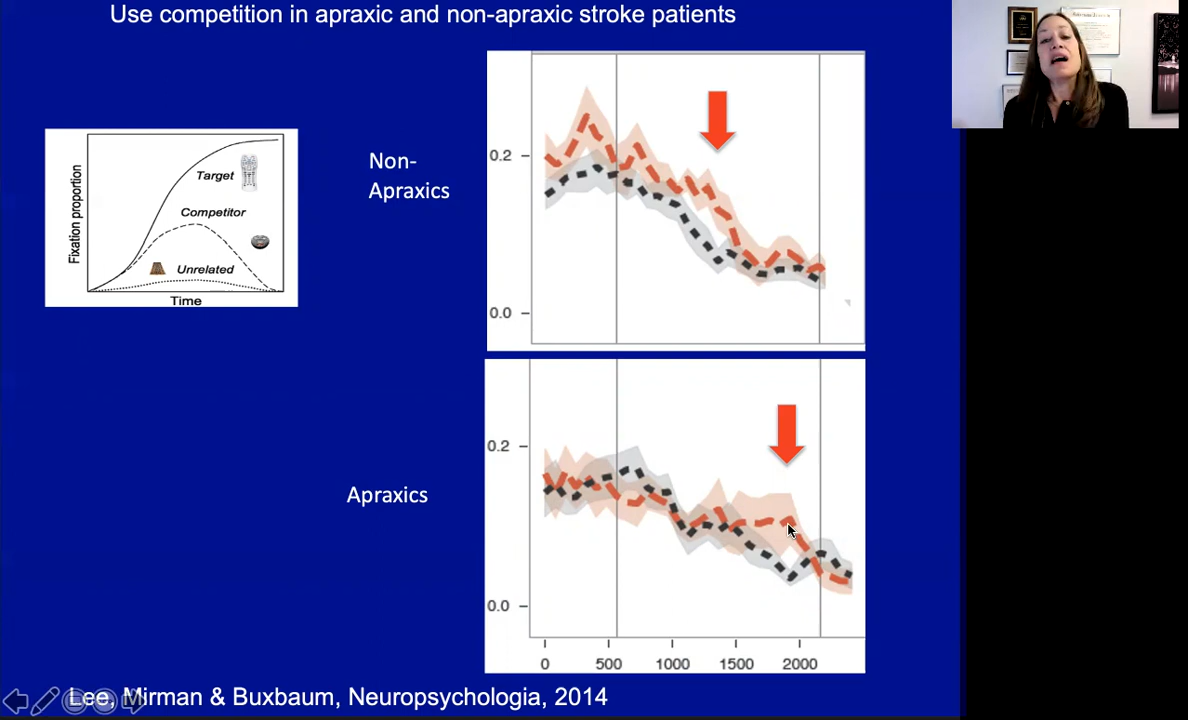 Use competition in apraxic and non-apraxic stroke patients
Fixation proportion
Target
Competitor
Unrelated
Time
Non-
Apraxics
0.2
0.0
Apraxics
0.2
0.0
0
500
1000
1500
2000
Lee, Mirman & Buxbaum, Neuropsychologia, 2014